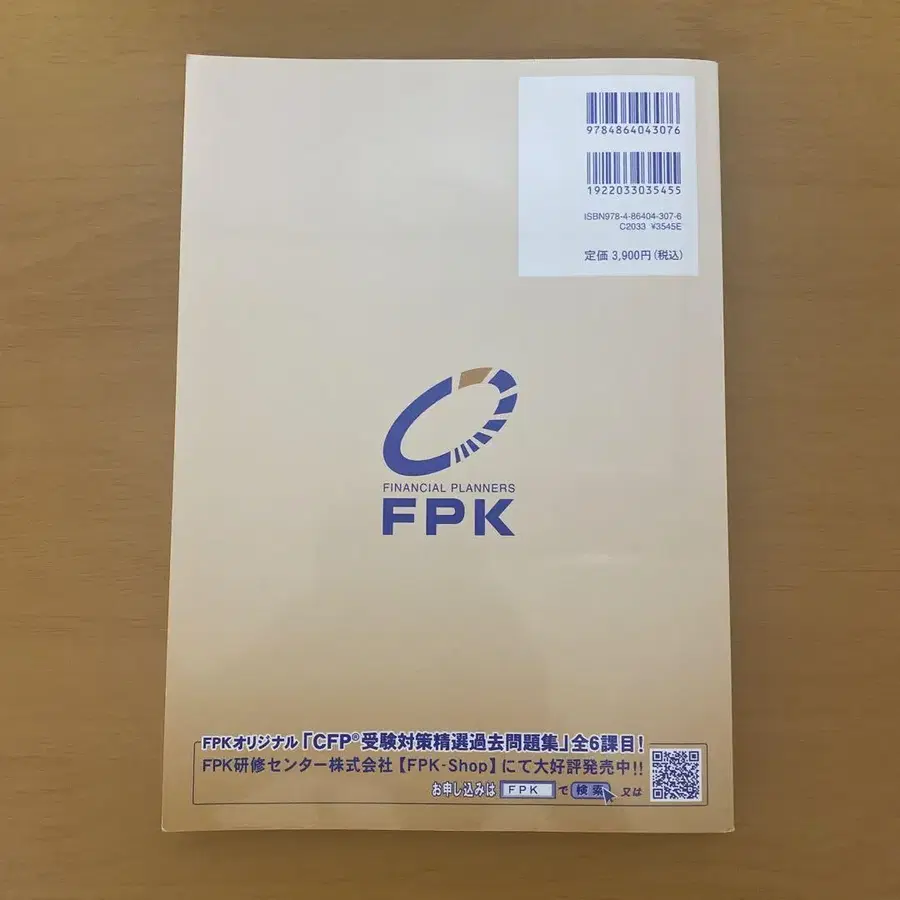 9784864043076
1922033035455
ISBN978-4-86404-307-6
C2033 ¥3545E
定価 3,900円(税込)
FINANCIAL PLANNERS
FPK
FPKオリジナル「CFP®受験対策精選過去問題集」全6課目!
FPK研修センター株式会社【FPK-Shop】にて大好評発売中!!
お申し込みは FPK で 検索 又は